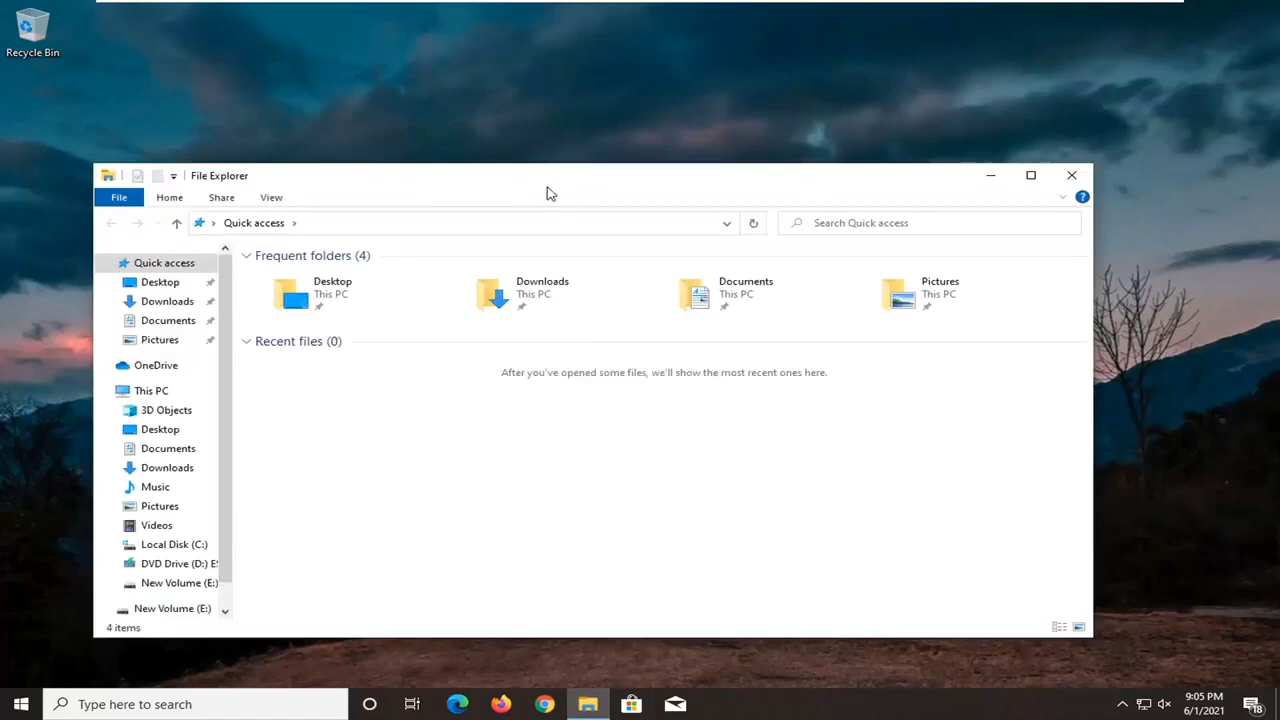 Recycle Bin
File Explorer
File Home Share View
Quick access
Search Quick access
Quick access
Desktop
Downloads
Documents
Pictures
OneDrive
This PC
3D Objects
Desktop
Documents
Downloads
Music
Pictures
Videos
Local Disk (C:)
DVD Drive (D:) ES
New Volume (E:)
New Volume (E:)
Frequent folders (4)
Desktop
This PC
Downloads
This PC
Documents
This PC
Pictures
This PC
Recent files (0)
After you've opened some files, we'll show the most recent ones here.
4 items
Type here to search
9:05 PM
6/1/2021
18